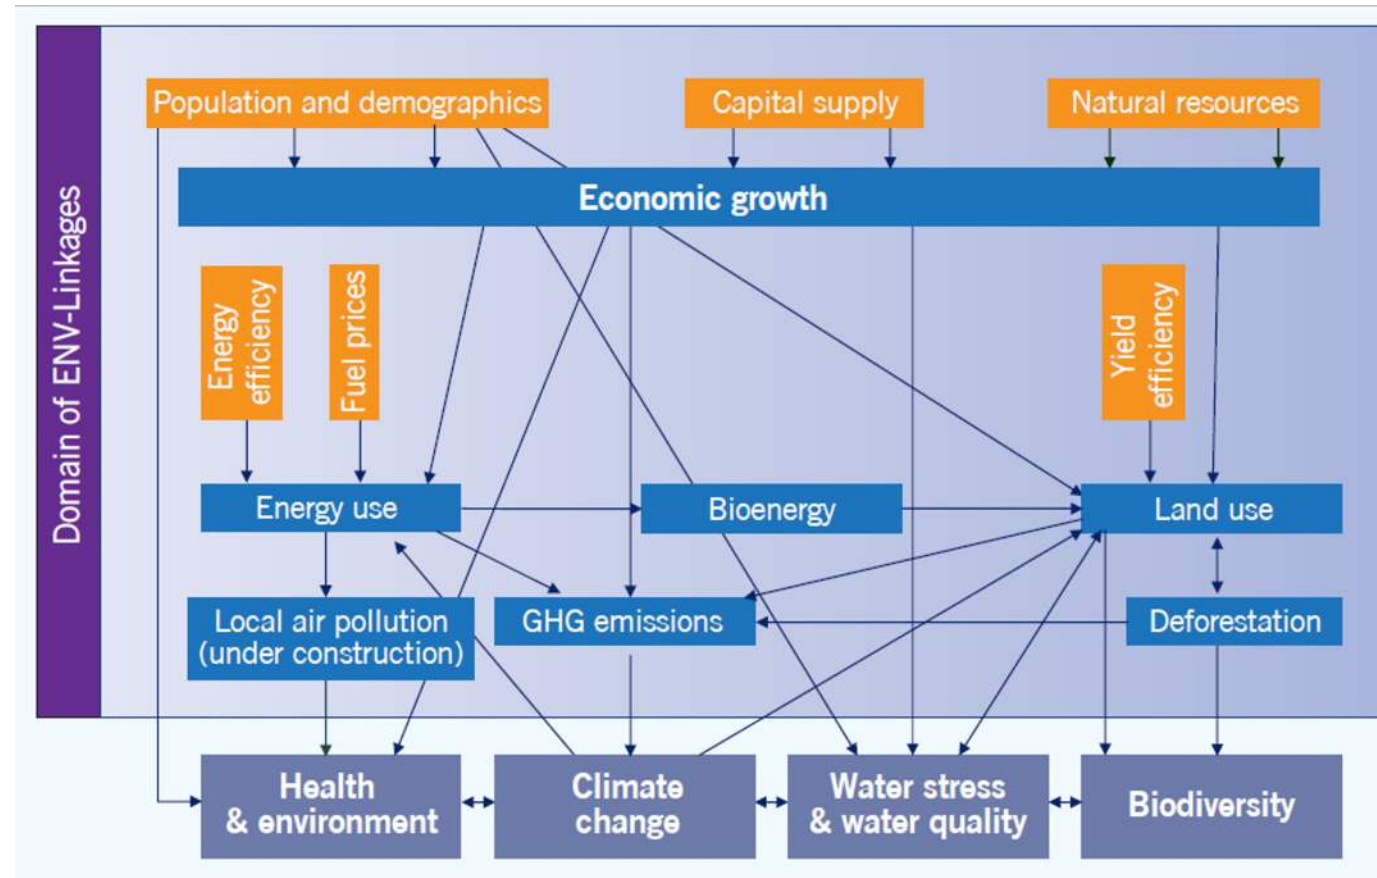 Domain of ENV-Linkages
Population and demographics
Capital supply
Natural resources
Economic growth
Energy
efficiency
Fuel prices
Yield
efficiency
Energy use
Bioenergy
Land use
Local air pollution
(under construction)
GHG emissions
Deforestation
Health
& environment
Climate
change
Water stress
& water quality
Biodiversity